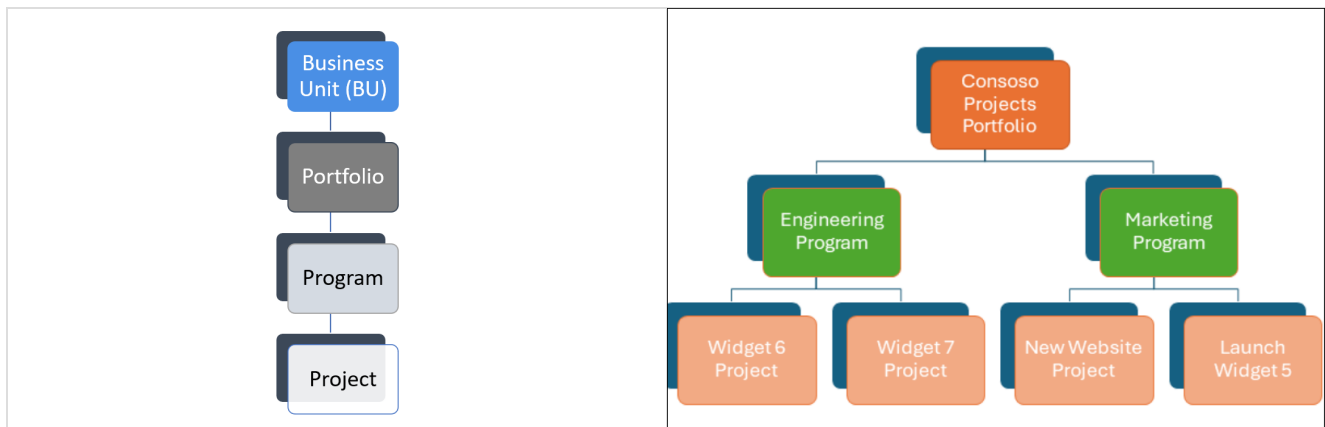 Business
Unit (BU)
Portfolio
Program
Project
Consoso
Projects
Portfolio
Engineering
Program
Marketing
Program
Widget 6
Project
Widget 7
Project
New Website
Project
Launch
Widget 5